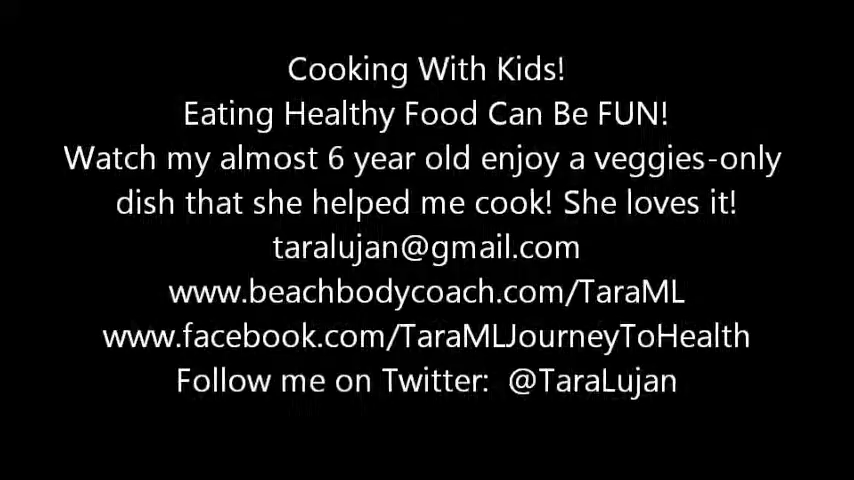 Cooking With Kids!
Eating Healthy Food Can Be FUN!
Watch my almost 6 year old enjoy a veggies-only
dish that she helped me cook! She loves it!
taralujan@gmail.com
www.beachbodycoach.com/TaraML
www.facebook.com/TaraMLJourneyToHealth
Follow me on Twitter:  @TaraLujan